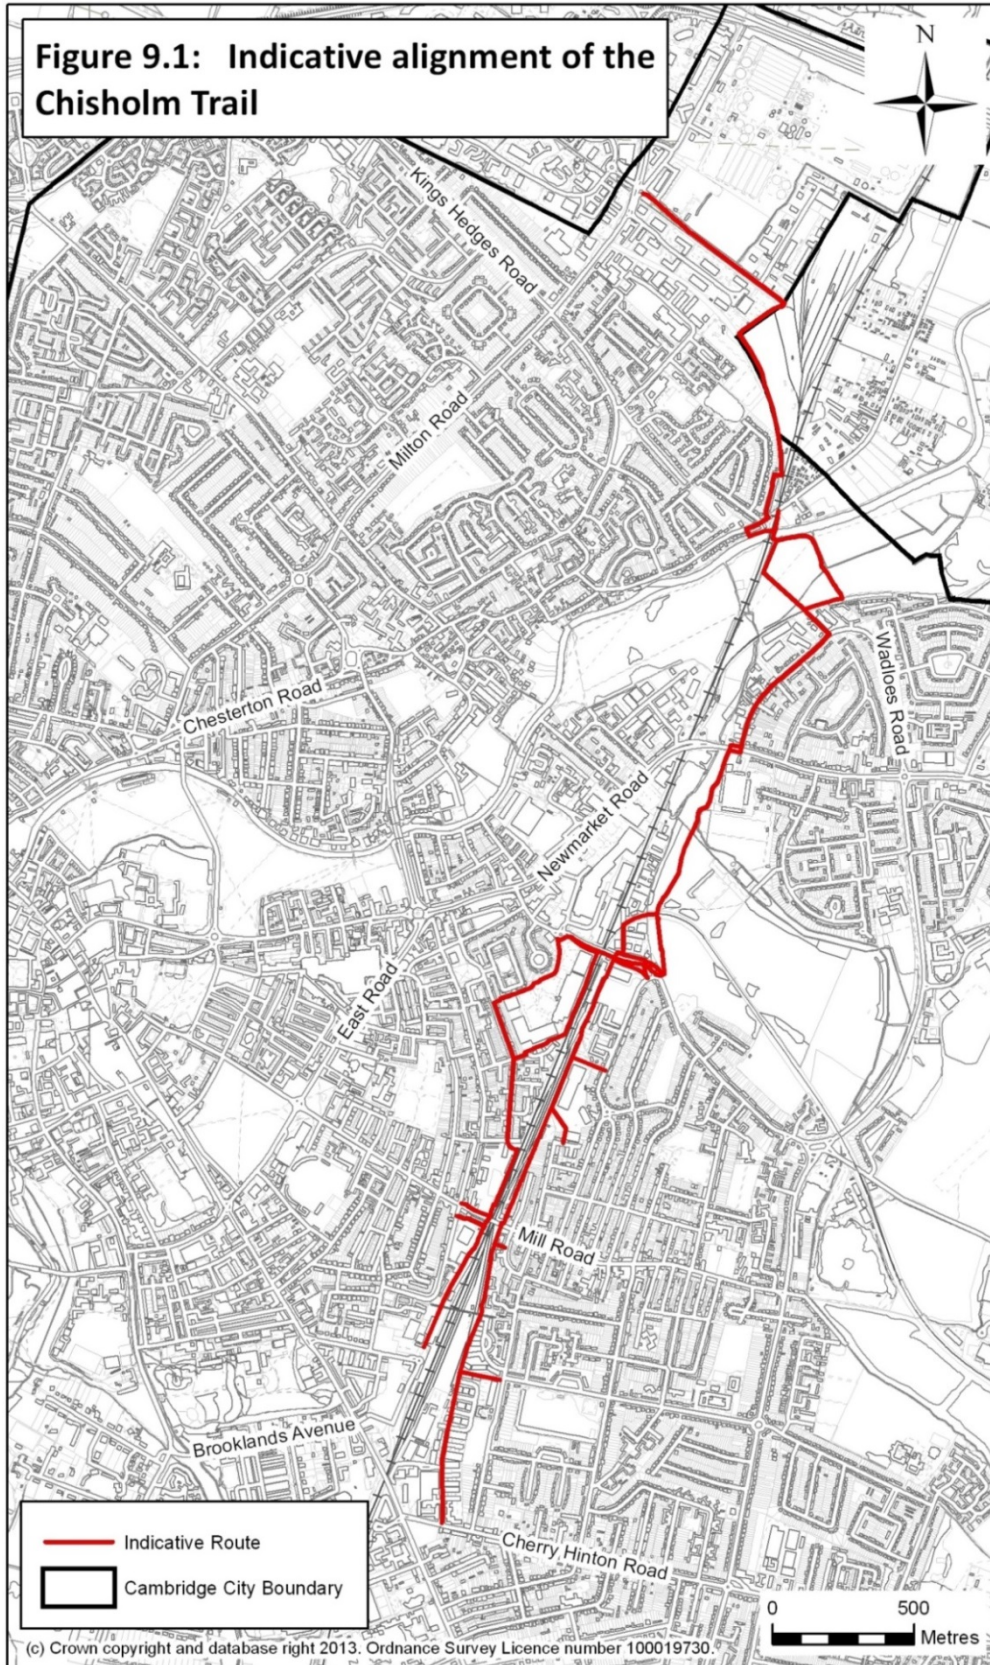 Figure 9.1: Indicative alignment of the
Chisholm Trail
N
Kings Hedges Road
Milton Road
Wadloes Road
Chesterton Road
Newmarket Road
East Road
Mill Road
Brooklands Avenue
Cherry Hinton Road
Indicative Route
Cambridge City Boundary
0 500
Metres
(c) Crown copyright and database right 2013. Ordnance Survey Licence number 100019730.